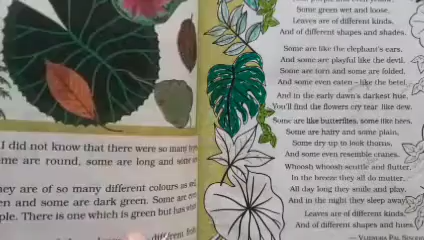 I did not know that there were so many
ame are round, some are long and some
ey are of so many different colours as
en and some are dark green. Some are
ple. There is one which is green but has
different
Some green wet and loose,
Leaves are of different kinds,
And of different shapes and shades.
Some are like the elephant's ears,
And some are playful like the devil.
Some are torn and some are folded,
And some even eaten – like the betel.
And in the early dawn's darkest hue,
You'll find the flowers cry tear like dew.
Some are like butterflies, some like bees,
Some are hairy and some plain,
Some dry up to look thorns,
And some even resemble cranes.
Whoosh whoosh scuttle and flutter,
In the breeze they all do mutter.
All day long they smile and play,
And in the night they sleep away
Leaves are of different kinds,
And of different shapes and hues.